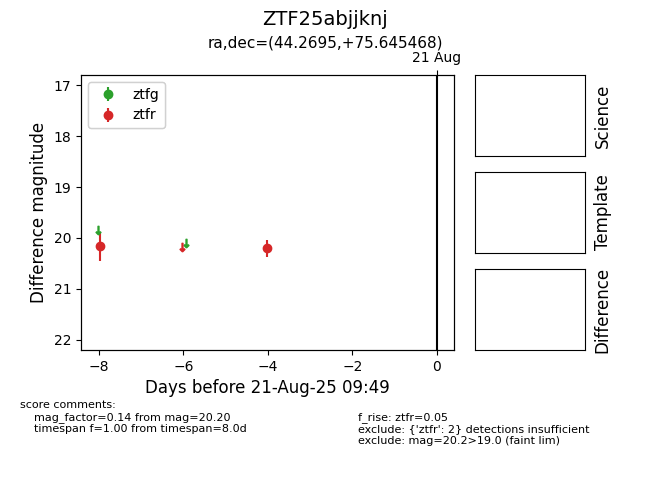 ZTF25abjjknj
ra,dec=(44.2695,+75.645468)
21 Aug
ztfg
ztfr
17
18
19
20
21
22
Difference magnitude
−8
−6
−4
−2
0
Days before 21-Aug-25 09:49
Science
Template
Difference
score comments:
mag_factor=0.14 from mag=20.20
timespan f=1.00 from timespan=8.0d
f_rise: ztfr=0.05
exclude: {'ztfr': 2} detections insufficient
exclude: mag=20.2>19.0 (faint lim)